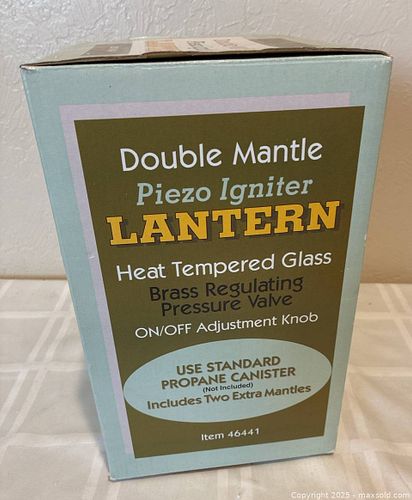 Double Mantle
Piezo Igniter
LANTERN
Heat Tempered Glass
Brass Regulating
Pressure Valve
ON/OFF Adjustment Knob
USE STANDARD
PROPANE CANISTER
(Not Included)
Includes Two Extra Mantles
Item 46441
Copyright 2025 - maxsold.com